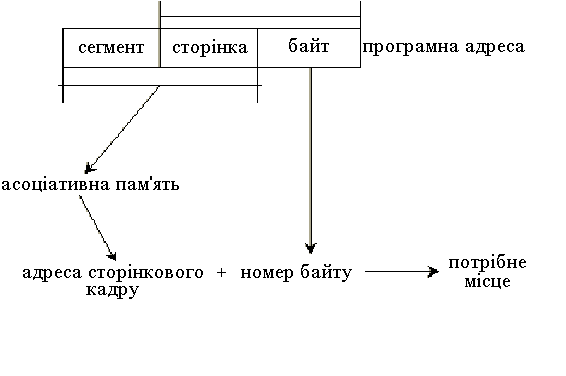 сегмент сторінка байт програмна адреса
асоціативна пам'ять
адреса сторінкового + номер байту потрібне
кадру місце